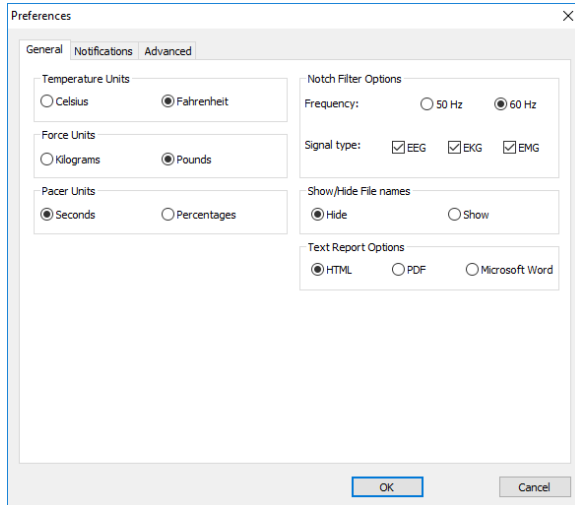 Preferences
General Notifications Advanced
Temperature Units
Celsius Fahrenheit
Force Units
Kilograms Pounds
Pacer Units
Seconds Percentages
Notch Filter Options
Frequency: 50 Hz 60 Hz
Signal type: EEG EKG EMG
Show/Hide File names
Hide Show
Text Report Options
HTML PDF Microsoft Word
OK Cancel